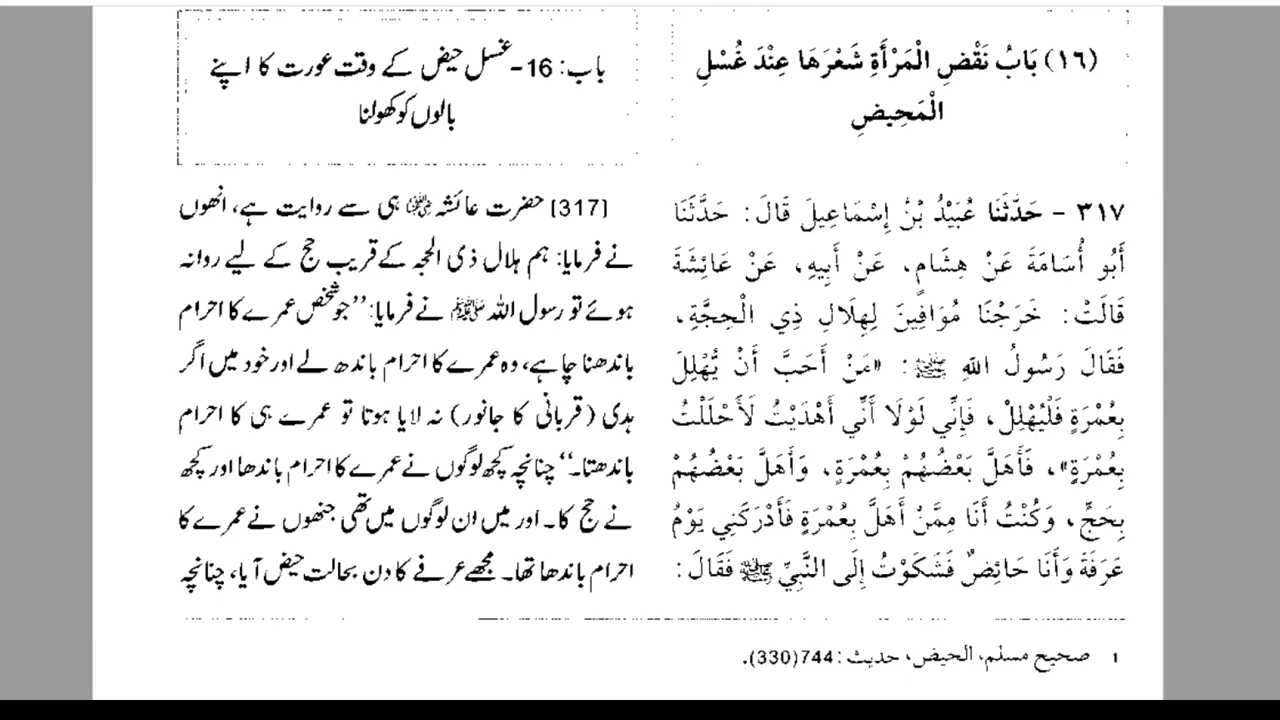 (١٦) بَابُ نَقْضِ الْمَرْأَةِ شَعْرَهَا عِنْدَ غُسْلِ
الْمَحِيضِ
٣١٧ - حَدَّثَنَا عُبَيْدُ بْنُ إِسْمَاعِيلَ قَالَ: حَدَّثَنَا
أَبُو أُسَامَةَ عَنْ هِشَامٍ، عَنْ أَبِيهِ، عَنْ عَائِشَةَ
قَالَتْ: خَرَجْنَا مُوَافِينَ لِهِلَالِ ذِي الْحِجَّةِ،
فَقَالَ رَسُولُ اللهِ ﷺ: «مَنْ أَحَبَّ أَنْ يُّهْلِلَ
بِعُمْرَةٍ فَلْيُهْلِلْ، فَإِنِّي لَوْلَا أَنِّي أَهْدَيْتُ لَأَحْلَلْتُ
بِعُمْرَةٍ»، فَأَهَلَّ بَعْضُهُمْ بِعُمْرَةٍ، وَأَهَلَّ بَعْضُهُمْ
بِحَجٍّ، وَكُنْتُ أَنَا مِمَّنْ أَهَلَّ بِعُمْرَةٍ فَأَدْرَكَنِي يَوْمُ
عَرَفَةَ وَأَنَا حَائِضٌ فَشَكَوْتُ إِلَى النَّبِيِّ ﷺ فَقَالَ:
باب: 16- غسل حیض کے وقت عورت کا اپنے
بالوں کو کھولنا
[317] حضرت عائشہ رضی اللہ عنہا ہی سے روایت ہے، انھوں
نے فرمایا: ہم ہلال ذی الحجہ کے قریب حج کے لیے روانہ
ہوئے تو رسول اللہ ﷺ نے فرمایا: ’’جو شخص عمرے کا احرام
باندھنا چاہے، وہ عمرے کا احرام باندھ لے اور خود میں اگر
ہدی (قربانی کا جانور) نہ لایا ہوتا تو عمرے ہی کا احرام
باندھتا۔‘‘ چنانچہ کچھ لوگوں نے عمرے کا احرام باندھا اور کچھ
نے حج کا۔ اور میں ان لوگوں میں تھی جنھوں نے عمرے کا
احرام باندھا تھا۔ مجھے عرفے کا دن بحالت حیض آیا، چنانچہ
1 صحیح مسلم، الحیض، حدیث: 744(330).